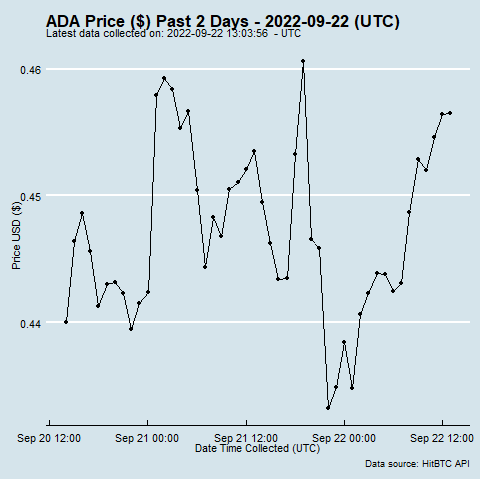 ADA Price ($) Past 2 Days - 2022-09-22 (UTC)
Latest data collected on: 2022-09-22 13:03:56 - UTC
0.46
0.45
0.44
Price USD ($)
Sep 20 12:00 Sep 21 00:00 Sep 21 12:00 Sep 22 00:00 Sep 22 12:00
Date Time Collected (UTC)
Data source: HitBTC API